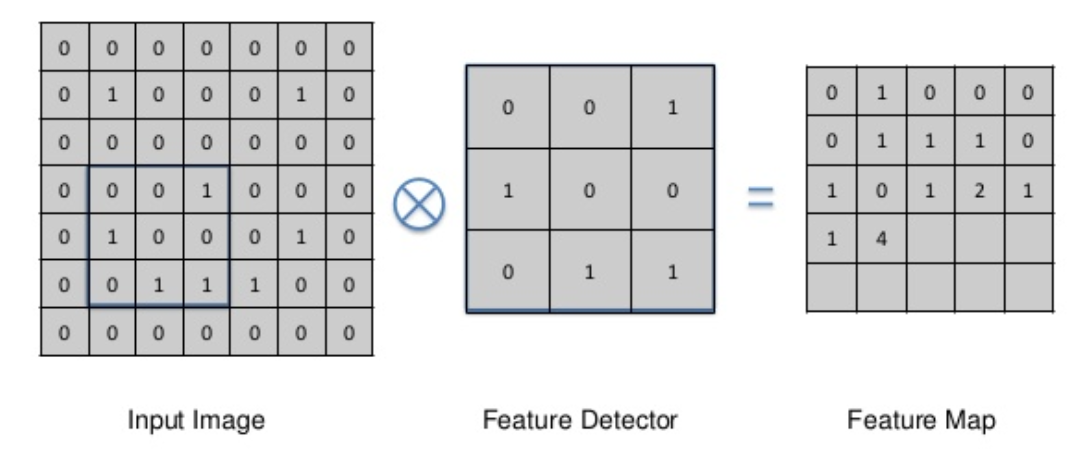 0 0 0 0 0 0 0
0 1 0 0 0 1 0
0 0 0 0 0 0 0
0 0 0 1 0 0 0
0 1 0 0 0 1 0
0 0 1 1 1 0 0
0 0 0 0 0 0 0
Input Image
0 0 1
1 0 0
0 1 1
Feature Detector
=
0 1 0 0 0
0 1 1 1 0
1 0 1 2 1
1 4
Feature Map